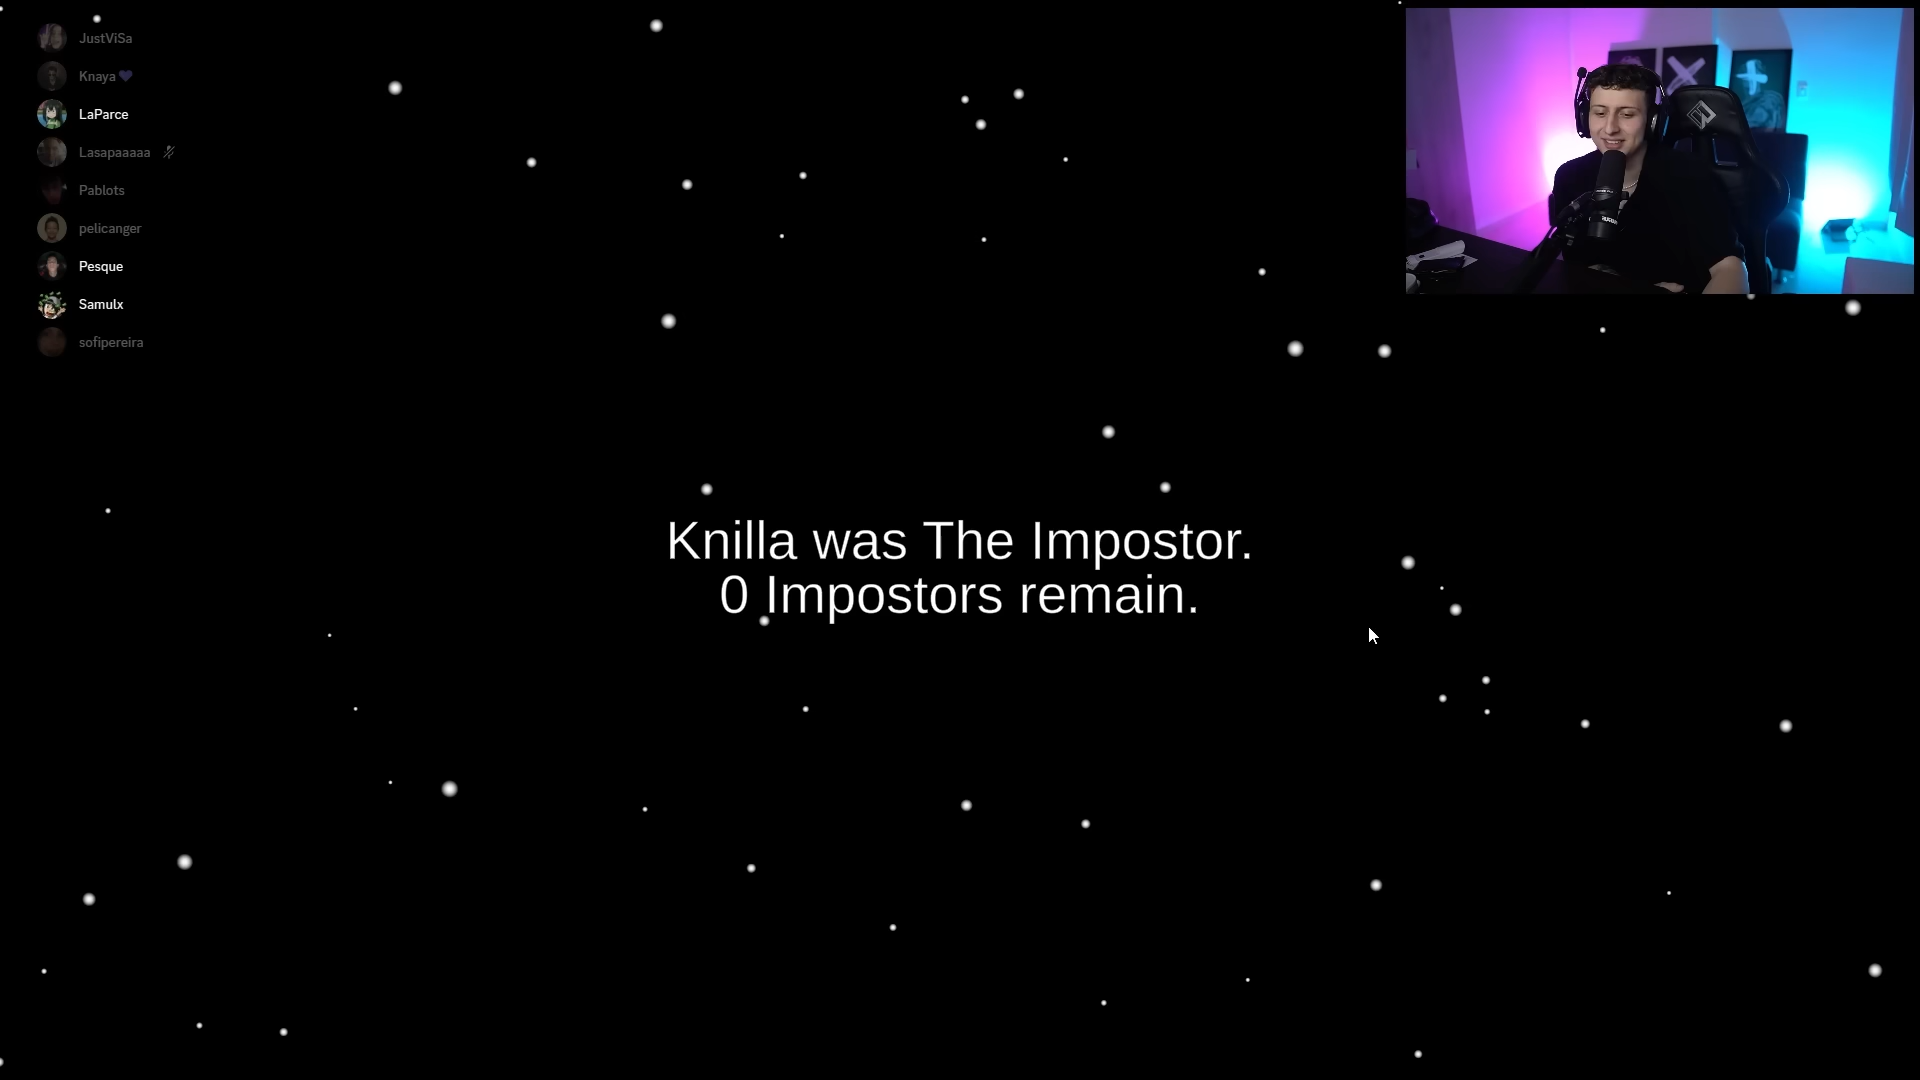 JustViSa
Knaya💜
LaParce
Lasapaaaaa
Pablots
pelicanger
Pesque
Samulx
sofipereira
Knilla was The Impostor.
0 Impostors remain.